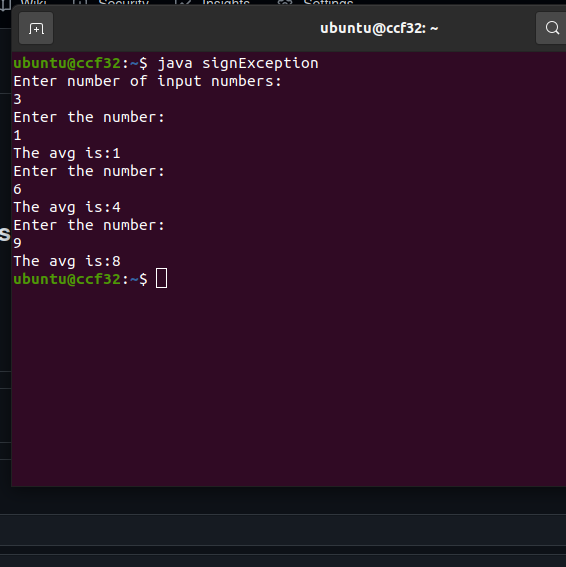 Wiki Security Insights Settings
ubuntu@ccf32: ~
ubuntu@ccf32:~$ java signException
Enter number of input numbers:
3
Enter the number:
1
The avg is:1
Enter the number:
6
The avg is:4
Enter the number:
9
The avg is:8
s
ubuntu@ccf32:~$